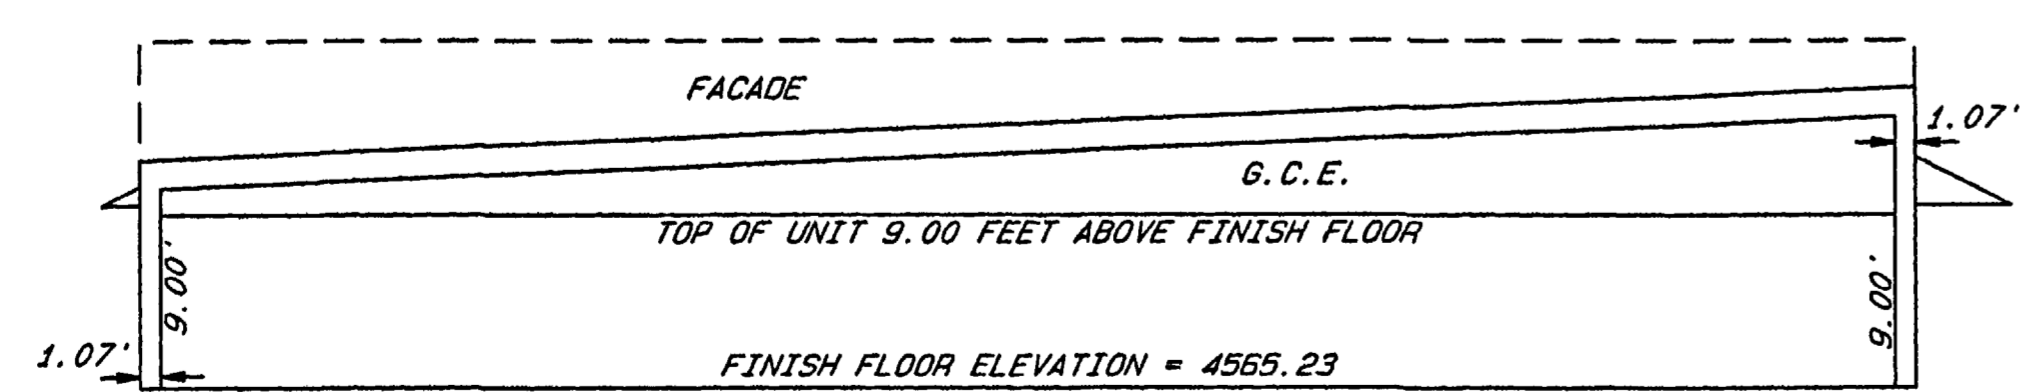 FACADE
1.07'
G.C.E.
TOP OF UNIT 9.00 FEET ABOVE FINISH FLOOR
9.00'
9.00'
1.07'
FINISH FLOOR ELEVATION = 4565.23